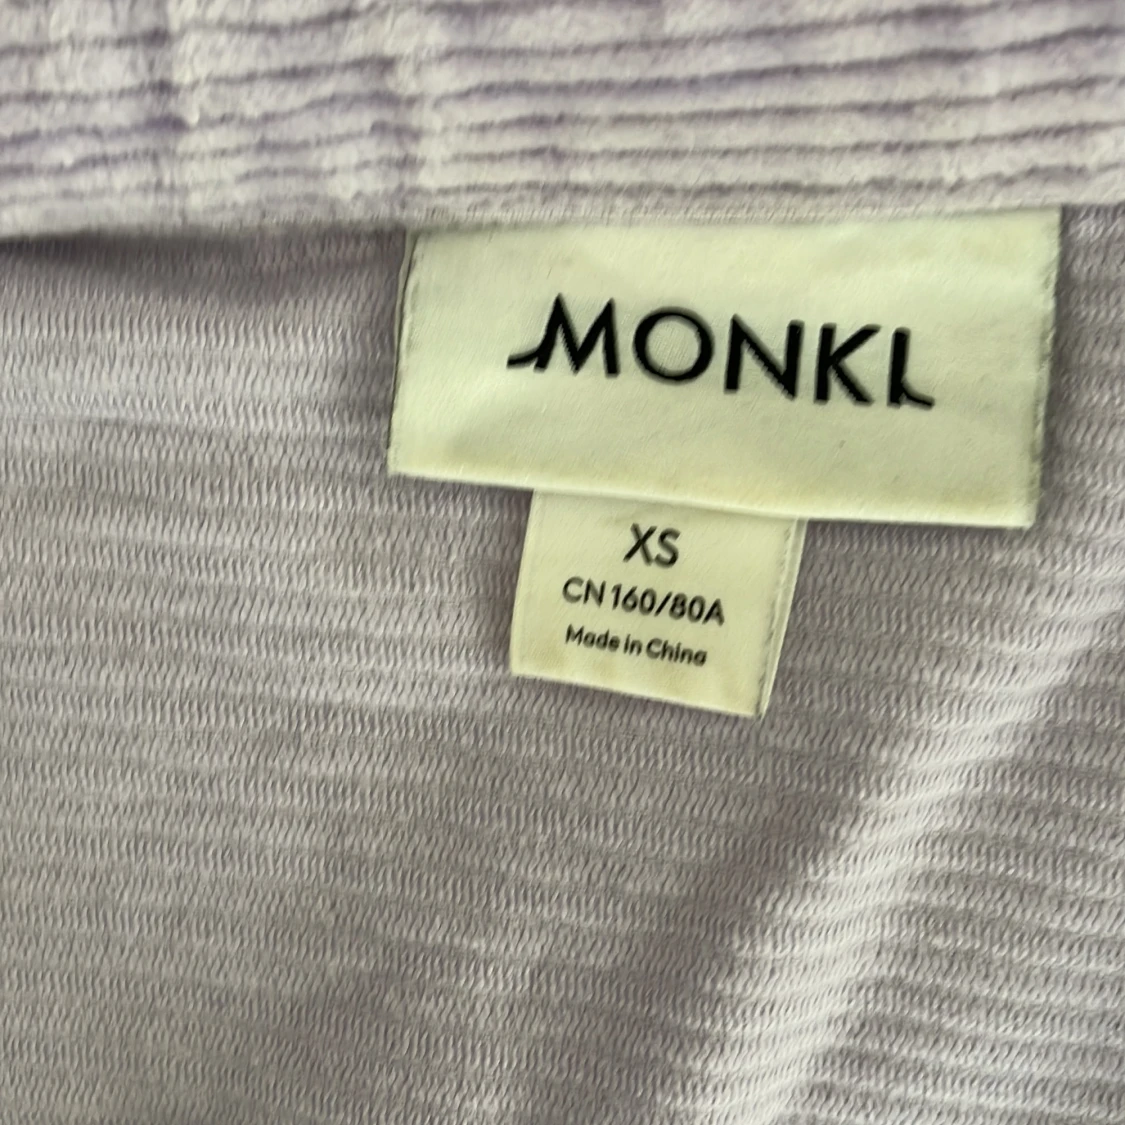 MONKI
XS
CN 160/80A
Made in China